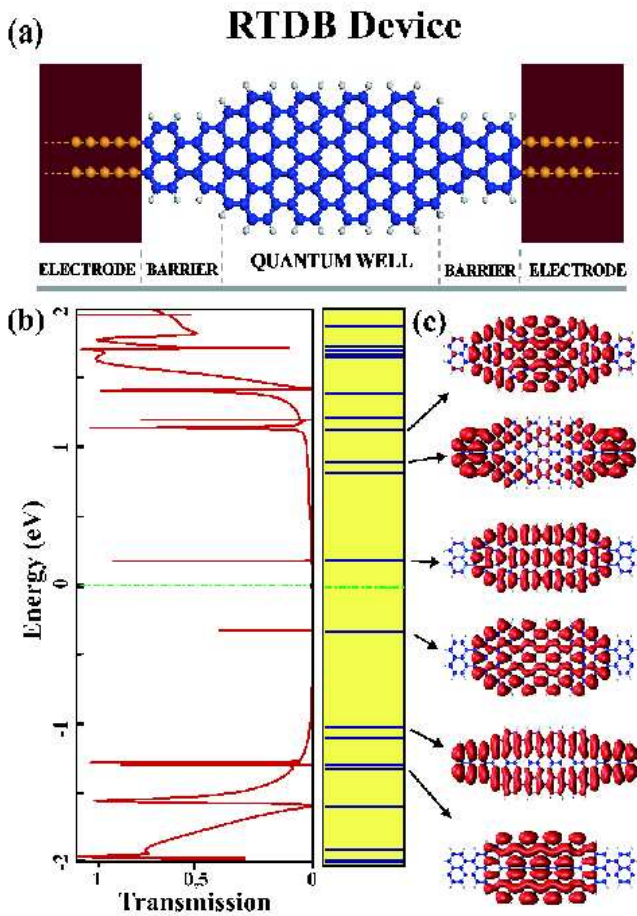 RTDB Device
(a)
ELECTRODE BARRIER QUANTUM WELL BARRIER ELECTRODE
(b) (c)
2
1
0
-1
-2
Energy (eV)
1 0.5 0
Transmission